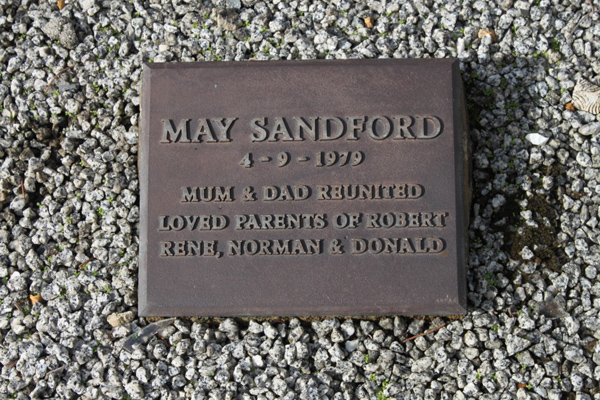 MAY SANDFORD
4 - 9 - 1979
MUM & DAD REUNITED
LOVED PARENTS OF ROBERT
RENE, NORMAN & DONALD